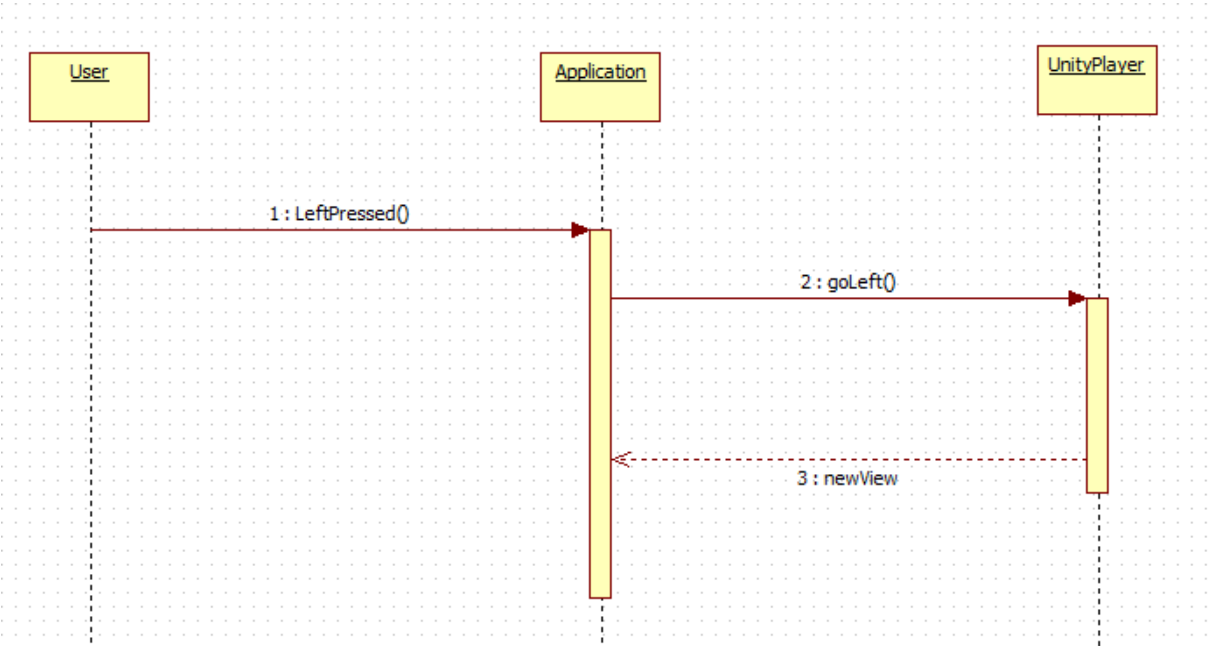 User
Application
UnityPlayer
1 : LeftPressed()
2 : goLeft()
3 : newView